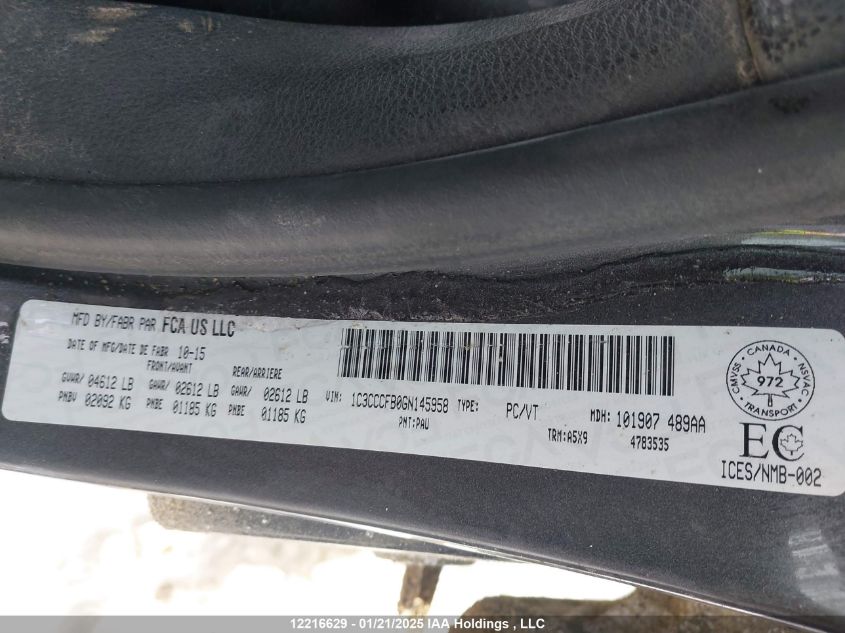 MFD BY/FABR PAR FCA US LLC
DATE OF MFG/DATE DE FABR 10-15
FRONT/AVANT REAR/ARRIERE
GVWR/ 04612 LB GAWR/ 02612 LB GAWR/ 02612 LB
PNBV 02092 KG PNBE 01185 KG PNBE 01185 KG
VIN: 1C3CCCFB0GN145958 TYPE: PC/VT MDH: 101907 489AA
PNT:PAU TRM:A5X9 4783535
CMVSS · CANADA · NSVAC
972
· TRANSPORT ·
EC
ICES/NMB-002
12216629 - 01/21/2025 IAA Holdings , LLC